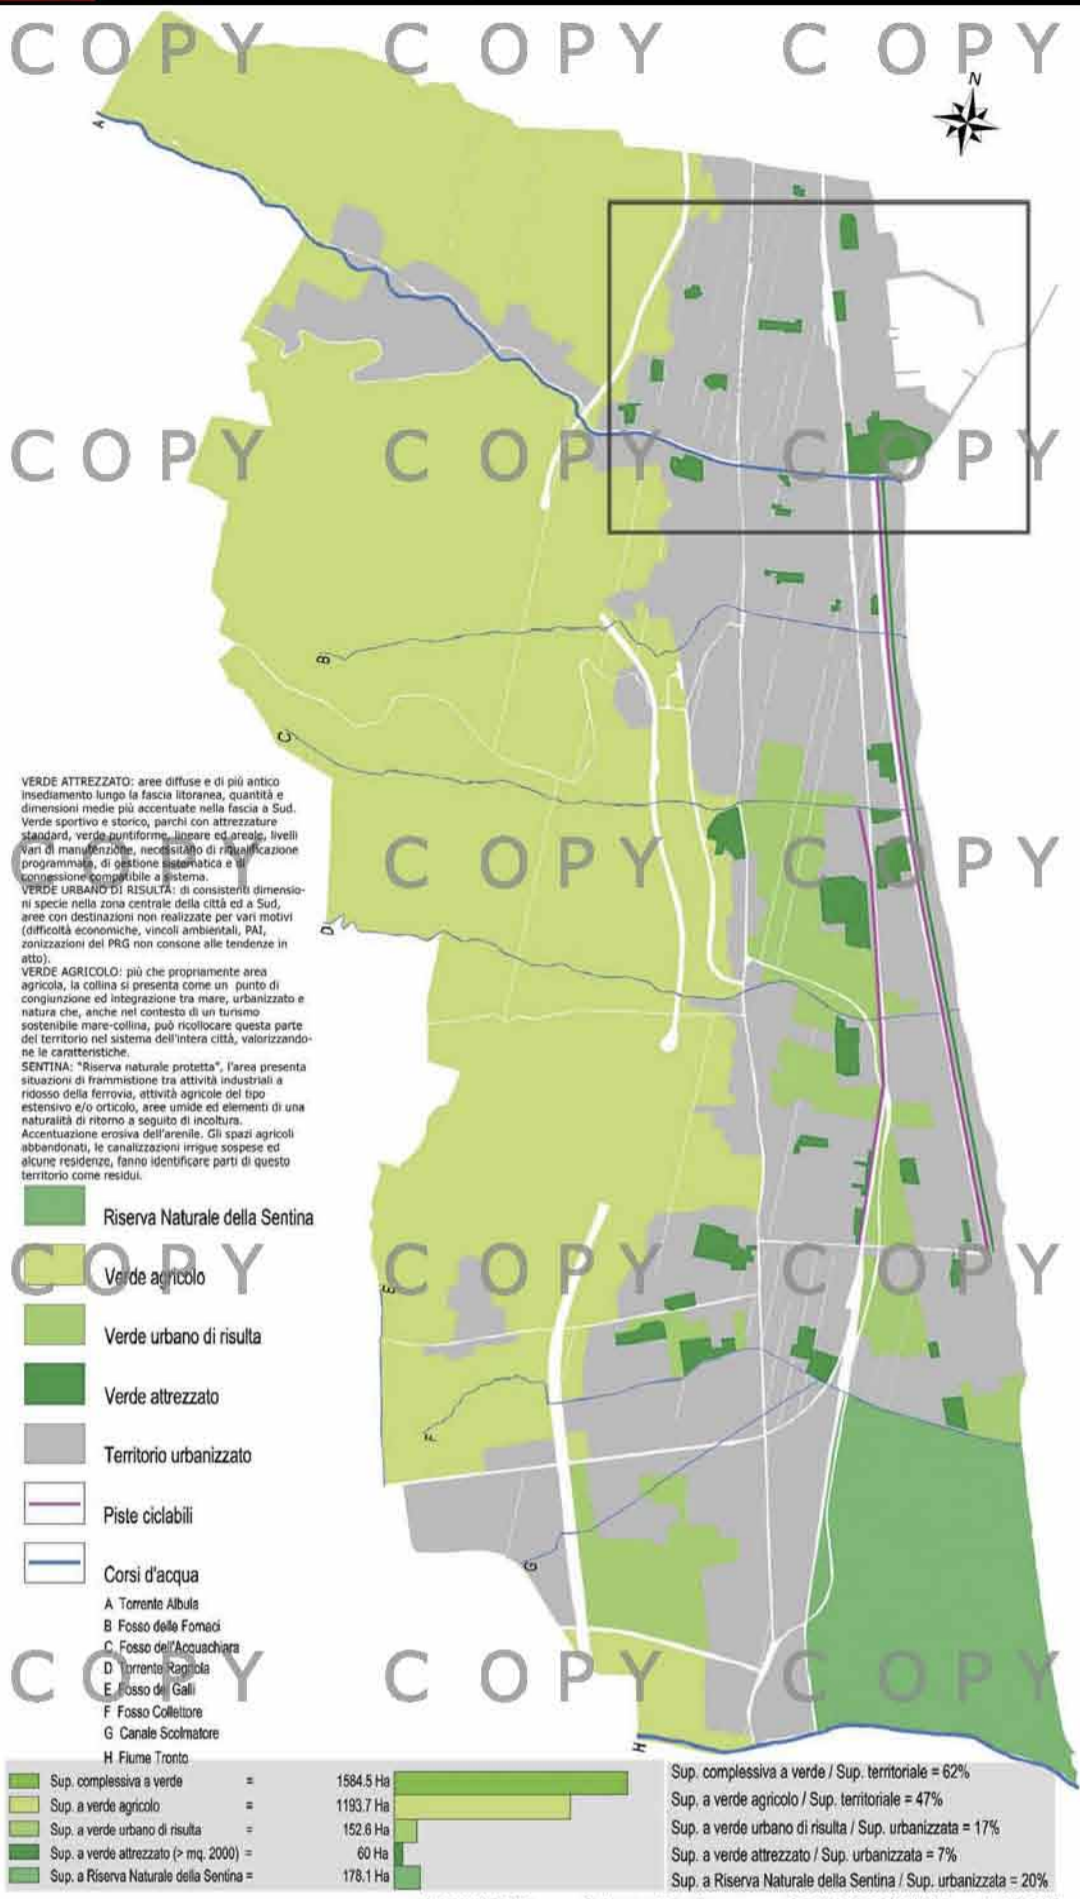 COPY COPY COPY
N
A
COPY COPY COPY
B
C
VERDE ATTREZZATO: aree diffuse e di più antico
insediamento lungo la fascia litoranea, quantità e
dimensioni medie più accentuate nella fascia a Sud.
Verde sportivo e storico, parchi con attrezzature
standard, verde puntiforme, lineare ed areale, livelli
vari di manutenzione, necessitano di riqualificazione
programmata, di gestione sistematica e di
connessione compatibile a sistema.
COPY COPY COPY
VERDE URBANO DI RISULTA: di consistenti dimensio-
ni specie nella zona centrale della città ed a Sud,
aree con destinazioni non realizzate per vari motivi
(difficoltà economiche, vincoli ambientali, PAI,
zonizzazioni del PRG non consone alle tendenze in
atto).
D
VERDE AGRICOLO: più che propriamente area
agricola, la collina si presenta come un punto di
congiunzione ed integrazione tra mare, urbanizzato e
natura che, anche nel contesto di un turismo
sostenibile mare-collina, può ricollocare questa parte
del territorio nel sistema dell'intera città, valorizzando-
ne le caratteristiche.
SENTINA: "Riserva naturale protetta", l'area presenta
situazioni di frammistione tra attività industriali a
ridosso della ferrovia, attività agricole del tipo
estensivo e/o orticolo, aree umide ed elementi di una
naturalità di ritorno a seguito di incoltura.
Accentuazione erosiva dell'arenile. Gli spazi agricoli
abbandonati, le canalizzazioni irrigue sospese ed
alcune residenze, fanno identificare parti di questo
territorio come residui.
Riserva Naturale della Sentina
COPY COPY COPY
Verde agricolo
E
Verde urbano di risulta
Verde attrezzato
F
Territorio urbanizzato
Piste ciclabili
G
Corsi d'acqua
A Torrente Albula
B Fosso delle Fornaci
C Fosso dell'Acquachiara
D Torrente Ragnola
COPY COPY COPY
E Fosso dei Galli
F Fosso Collettore
G Canale Scolmatore
H Fiume Tronto
H
Sup. complessiva a verde = 1584.5 Ha
Sup. a verde agricolo = 1193.7 Ha
Sup. a verde urbano di risulta = 152.6 Ha
Sup. a verde attrezzato (> mq. 2000) = 60 Ha
Sup. a Riserva Naturale della Sentina = 178.1 Ha
Sup. complessiva a verde / Sup. territoriale = 62%
Sup. a verde agricolo / Sup. territoriale = 47%
Sup. a verde urbano di risulta / Sup. urbanizzata = 17%
Sup. a verde attrezzato / Sup. urbanizzata = 7%
Sup. a Riserva Naturale della Sentina / Sup. urbanizzata = 20%